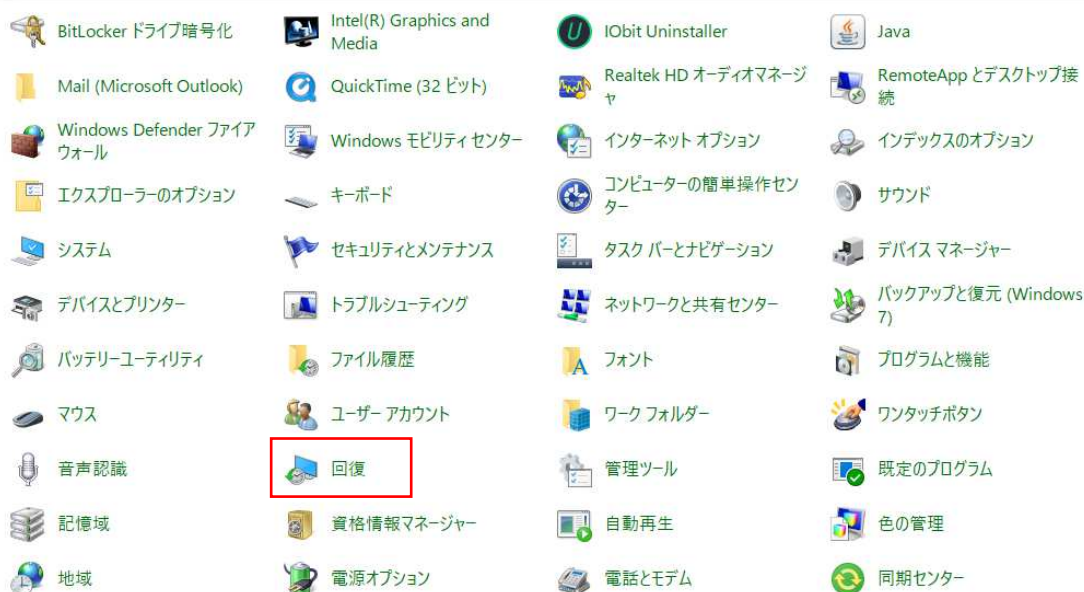 BitLocker ドライブ暗号化
Intel(R) Graphics and
Media
IObit Uninstaller
Java
Mail (Microsoft Outlook)
QuickTime (32 ビット)
Realtek HD オーディオマネージ
ャ
RemoteApp とデスクトップ接
続
Windows Defender ファイア
ウォール
Windows モビリティ センター
インターネット オプション
インデックスのオプション
エクスプローラーのオプション
キーボード
コンピューターの簡単操作セン
ター
サウンド
システム
セキュリティとメンテナンス
タスク バーとナビゲーション
デバイス マネージャー
デバイスとプリンター
トラブルシューティング
ネットワークと共有センター
バックアップと復元 (Windows
7)
バッテリーユーティリティ
ファイル履歴
フォント
プログラムと機能
マウス
ユーザー アカウント
ワーク フォルダー
ワンタッチボタン
音声認識
回復
管理ツール
既定のプログラム
記憶域
資格情報マネージャー
自動再生
色の管理
地域
電源オプション
電話とモデム
同期センター